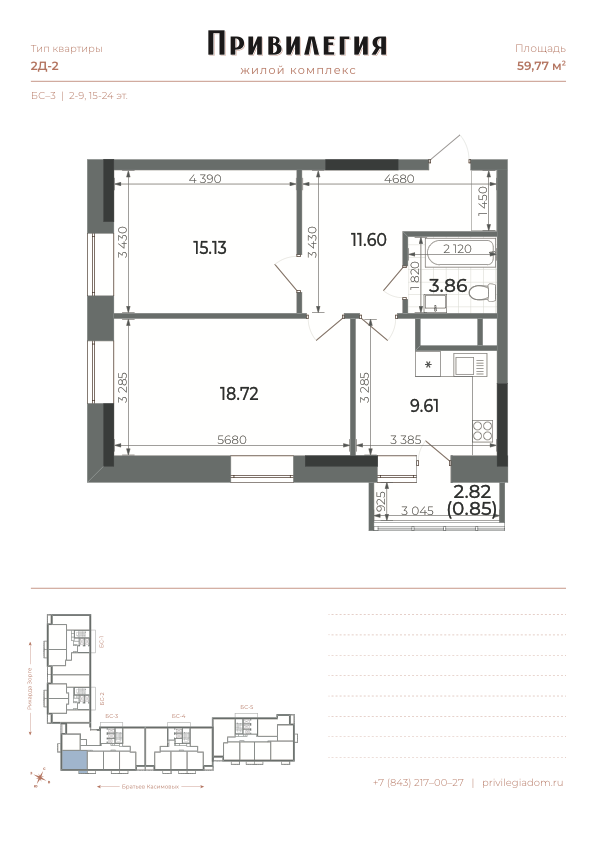 Тип квартиры
2Д-2
ПРИВИЛЕГИЯ
жилой комплекс
Площадь
59,77 м²
БС–3 | 2-9, 15-24 эт.
4 390
4680
1 450
3 430
15.13
3 430
11.60
2 120
1 820
3.86
3 285
18.72
3 285
9.61
5680
3 385
925
3 045
2.82
(0.85)
Рихарда Зорге
БС-1
БС-2
БС-3
БС-4
БС-5
Братьев Касимовых
+7 (843) 217–00–27 | privilegiadom.ru